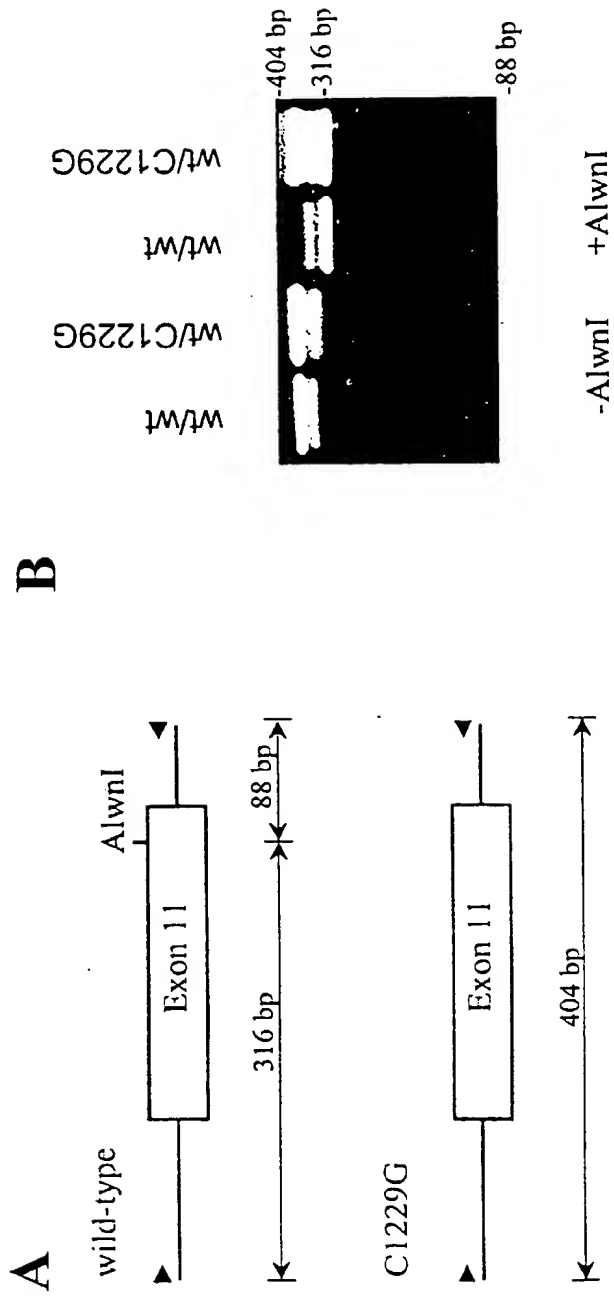 A
wild-type
AlwnI
Exon 11
316 bp
88 bp
C1229G
Exon 11
404 bp
B
wt/wt
wt/C1229G
wt/wt
wt/C1229G
-404 bp
-316 bp
-88 bp
-AlwnI
+AlwnI